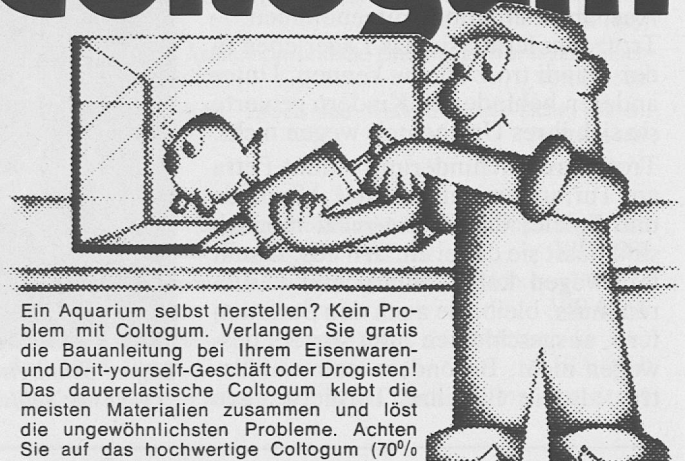 Coltogum
Ein Aquarium selbst herstellen? Kein Pro-
blem mit Coltogum. Verlangen Sie gratis
die Bauanleitung bei Ihrem Eisenwaren-
und Do-it-yourself-Geschäft oder Drogisten!
Das dauerelastische Coltogum klebt die
meisten Materialien zusammen und löst
die ungewöhnlichsten Probleme. Achten
Sie auf das hochwertige Coltogum (70%